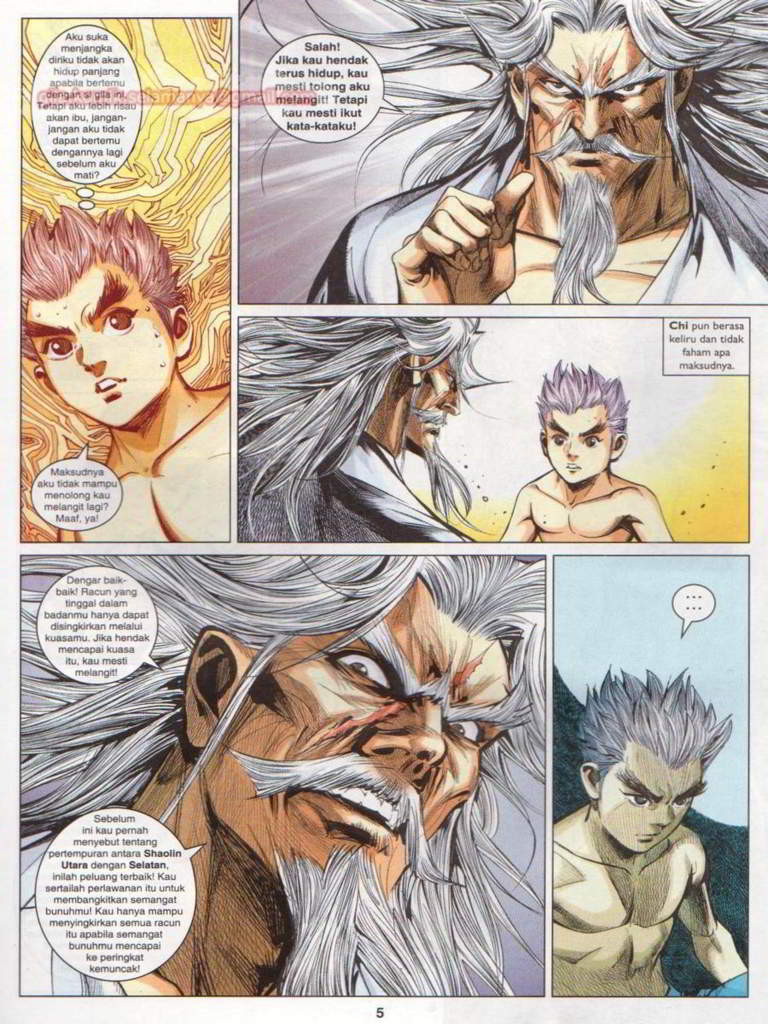 Aku suka
menjangka
diriku tidak akan
hidup panjang
apabila bertemu
dengan si gila ini.
Tetapi aku lebih risau
akan ibu, jangan-
jangan aku tidak
dapat bertemu
dengannya lagi
sebelum aku
mati?
Maksudnya
aku tidak mampu
menolong kau
melangit lagi?
Maaf, ya!
Salah!
Jika kau hendak
terus hidup, kau
mesti tolong aku
melangit! Tetapi
kau mesti ikut
kata-kataku!
Chi pun berasa
keliru dan tidak
faham apa
maksudnya.
Dengar baik-
baik! Racun yang
tinggal dalam
badanmu hanya dapat
disingkirkan melalui
kuasamu. Jika hendak
mencapai kuasa
itu, kau mesti
melangit!
Sebelum
ini kau pernah
menyebut tentang
pertempuran antara Shaolin
Utara dengan Selatan,
inilah peluang terbaik! Kau
sertailah perlawanan itu untuk
membangkitkan semangat
bunuhmu! Kau hanya mampu
menyingkirkan semua racun
itu apabila semangat
bunuhmu mencapai
ke peringkat
kemuncak!
...
...
5